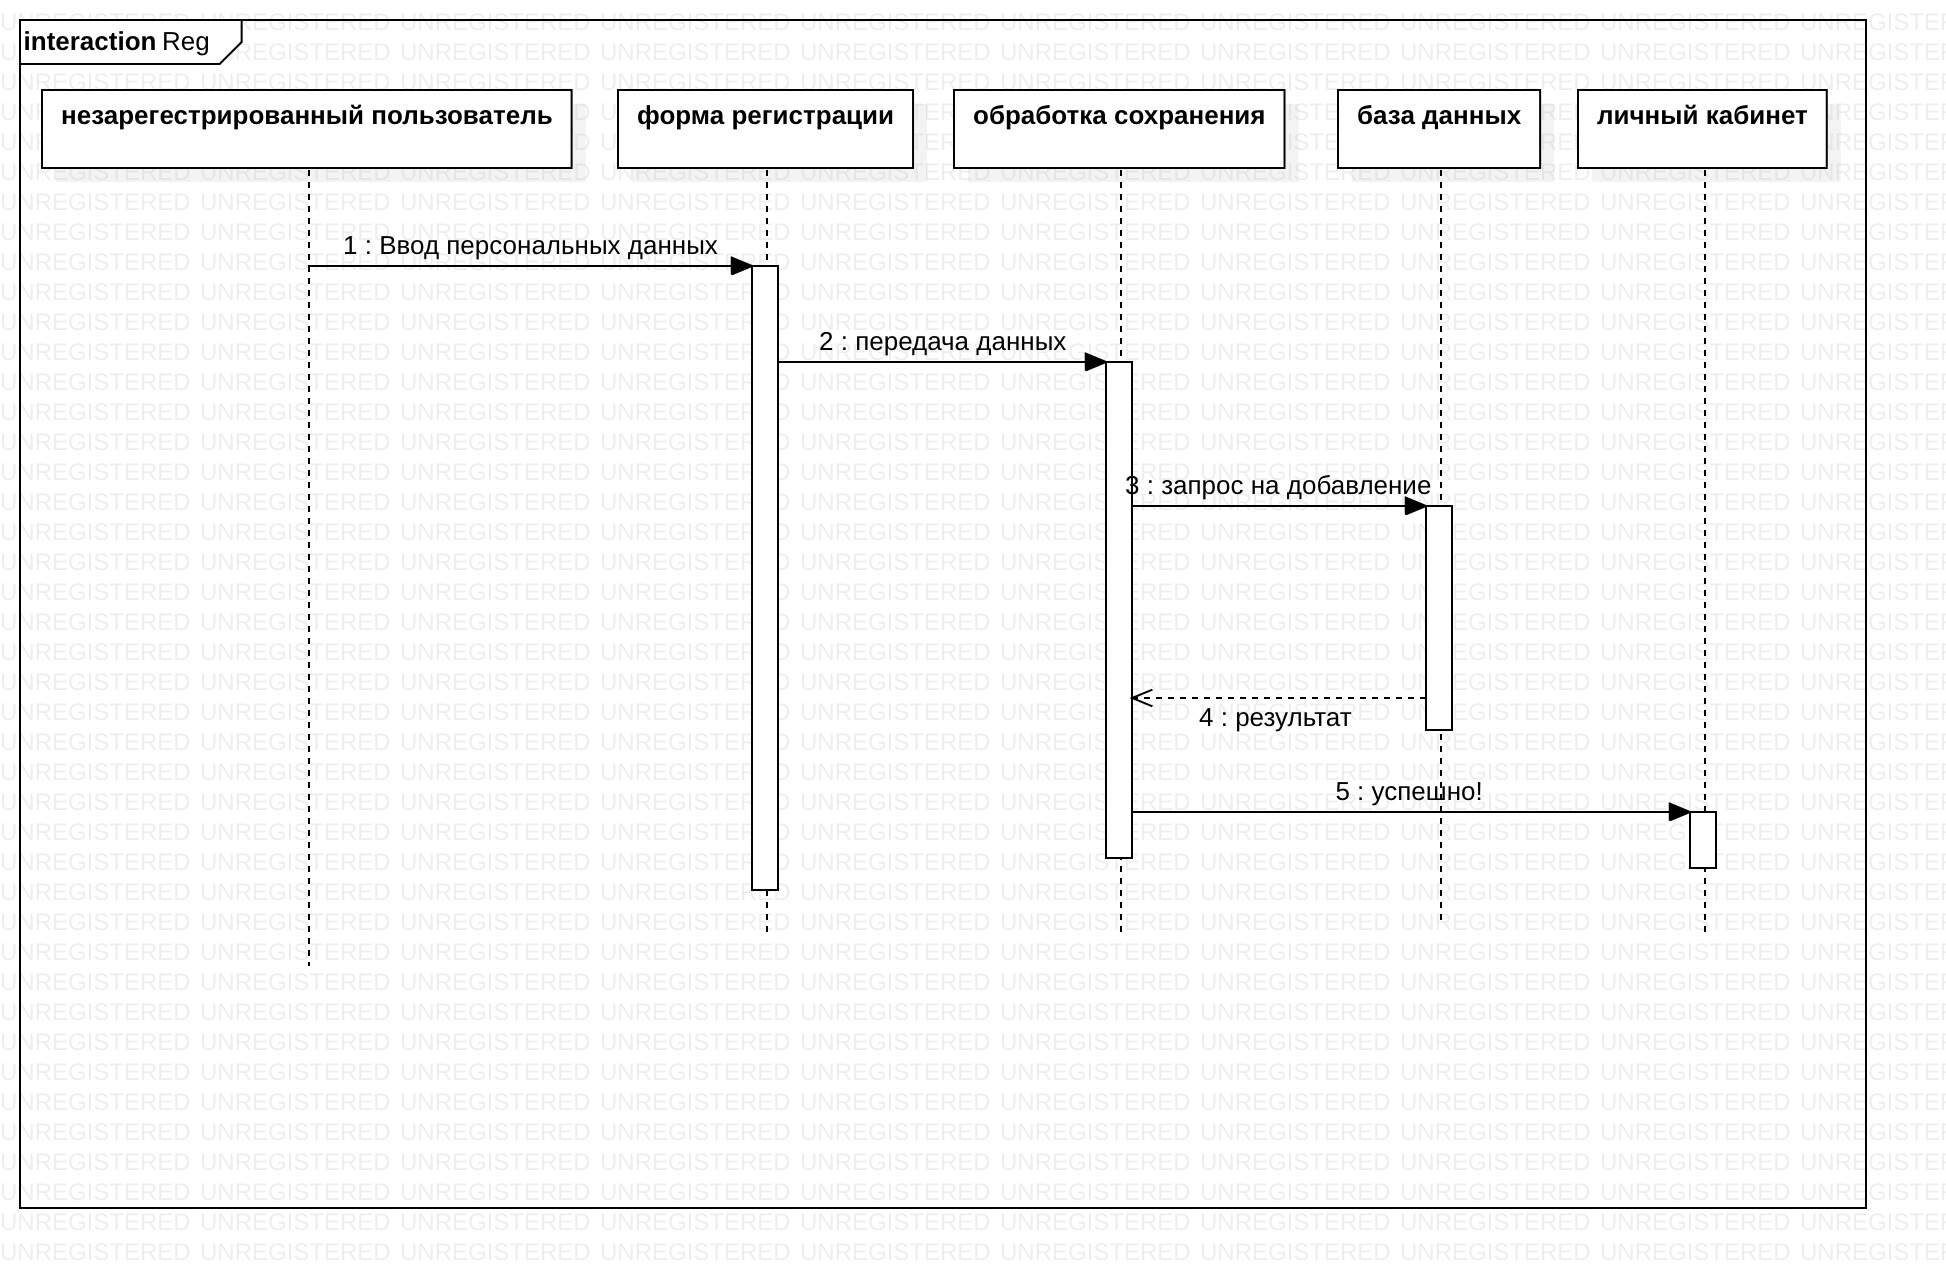 interaction Reg
незарегестрированный пользователь
форма регистрации
обработка сохранения
база данных
личный кабинет
1 : Ввод персональных данных
2 : передача данных
3 : запрос на добавление
4 : результат
5 : успешно!
UNREGISTERED